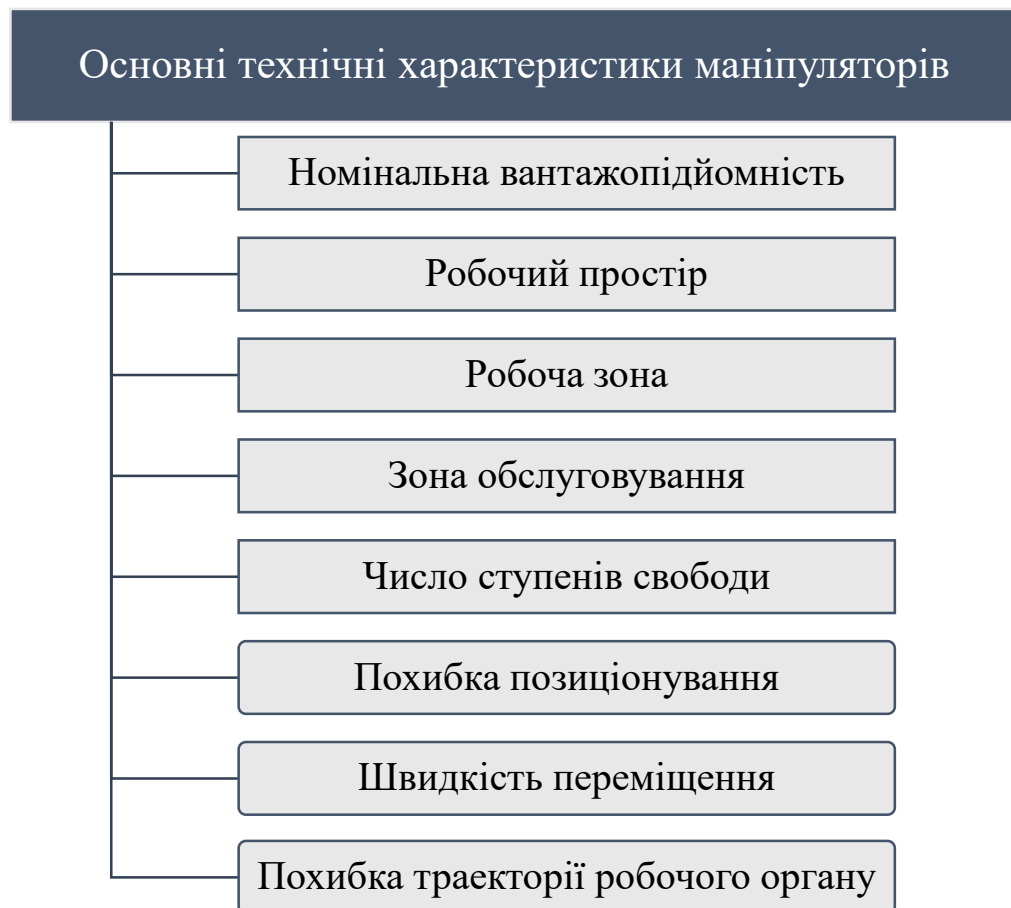 Основні технічні характеристики маніпуляторів
Номінальна вантажопідйомність
Робочий простір
Робоча зона
Зона обслуговування
Число ступенів свободи
Похибка позиціонування
Швидкість переміщення
Похибка траекторії робочого органу